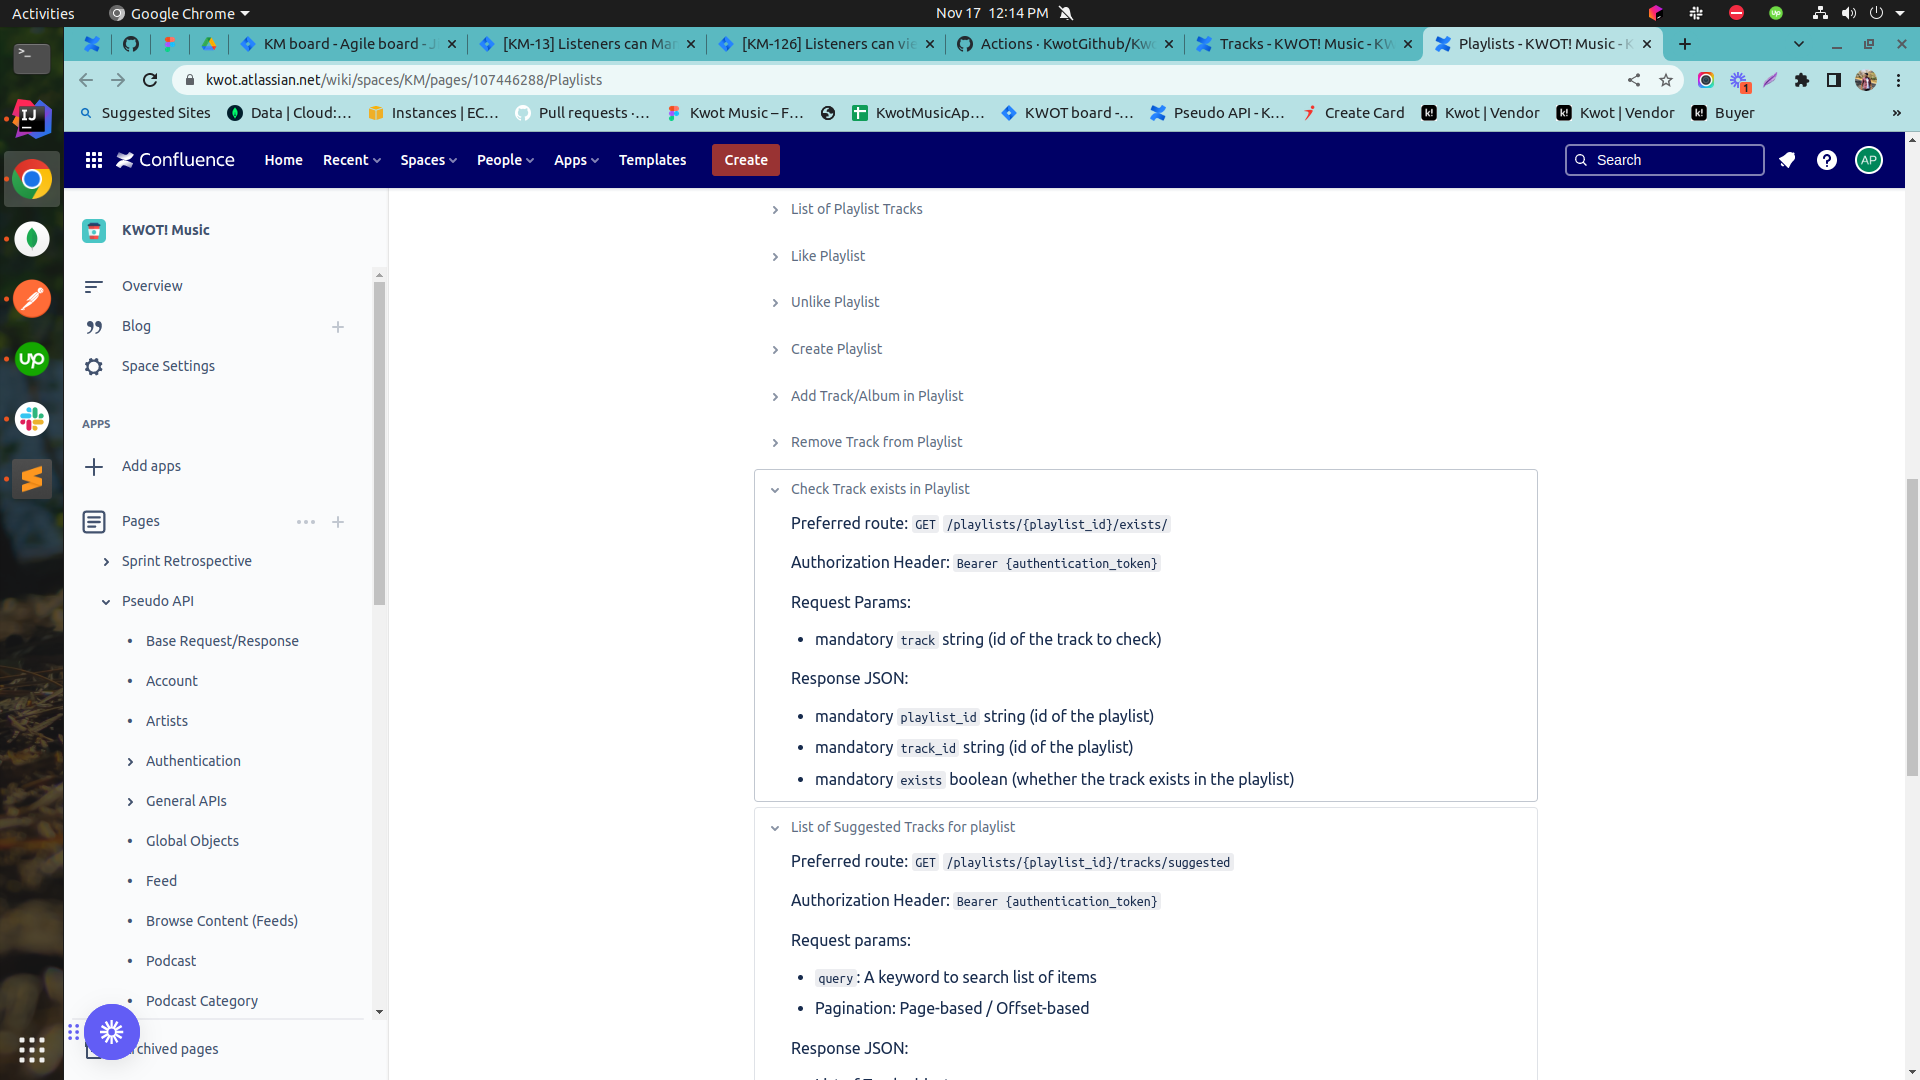 Activities
Google Chrome
Nov 17 12:14 PM
KM board - Agile board - J
[KM-13] Listeners can Mar
[KM-126] Listeners can vie
Actions · KwotGithub/Kwo
Tracks - KWOT! Music - KW
Playlists - KWOT! Music - K
kwot.atlassian.net/wiki/spaces/KM/pages/107446288/Playlists
1
Suggested Sites
Data | Cloud:...
Instances | EC...
Pull requests ·...
Kwot Music – F...
KwotMusicAp...
KWOT board -...
Pseudo API - K...
Create Card
Kwot | Vendor
Kwot | Vendor
Buyer
»
Confluence
Home
Recent
Spaces
People
Apps
Templates
Create
Search
AP
KWOT! Music
Overview
Blog
Space Settings
APPS
Add apps
Pages
Sprint Retrospective
Pseudo API
• Base Request/Response
• Account
• Artists
Authentication
General APIs
• Global Objects
• Feed
• Browse Content (Feeds)
• Podcast
• Podcast Category
rchived pages
List of Playlist Tracks
Like Playlist
Unlike Playlist
Create Playlist
Add Track/Album in Playlist
Remove Track from Playlist
Check Track exists in Playlist
Preferred route: GET /playlists/{playlist_id}/exists/
Authorization Header: Bearer {authentication_token}
Request Params:
• mandatory track string (id of the track to check)
Response JSON:
• mandatory playlist_id string (id of the playlist)
• mandatory track_id string (id of the playlist)
• mandatory exists boolean (whether the track exists in the playlist)
List of Suggested Tracks for playlist
Preferred route: GET /playlists/{playlist_id}/tracks/suggested
Authorization Header: Bearer {authentication_token}
Request params:
• query: A keyword to search list of items
• Pagination: Page-based / Offset-based
Response JSON: